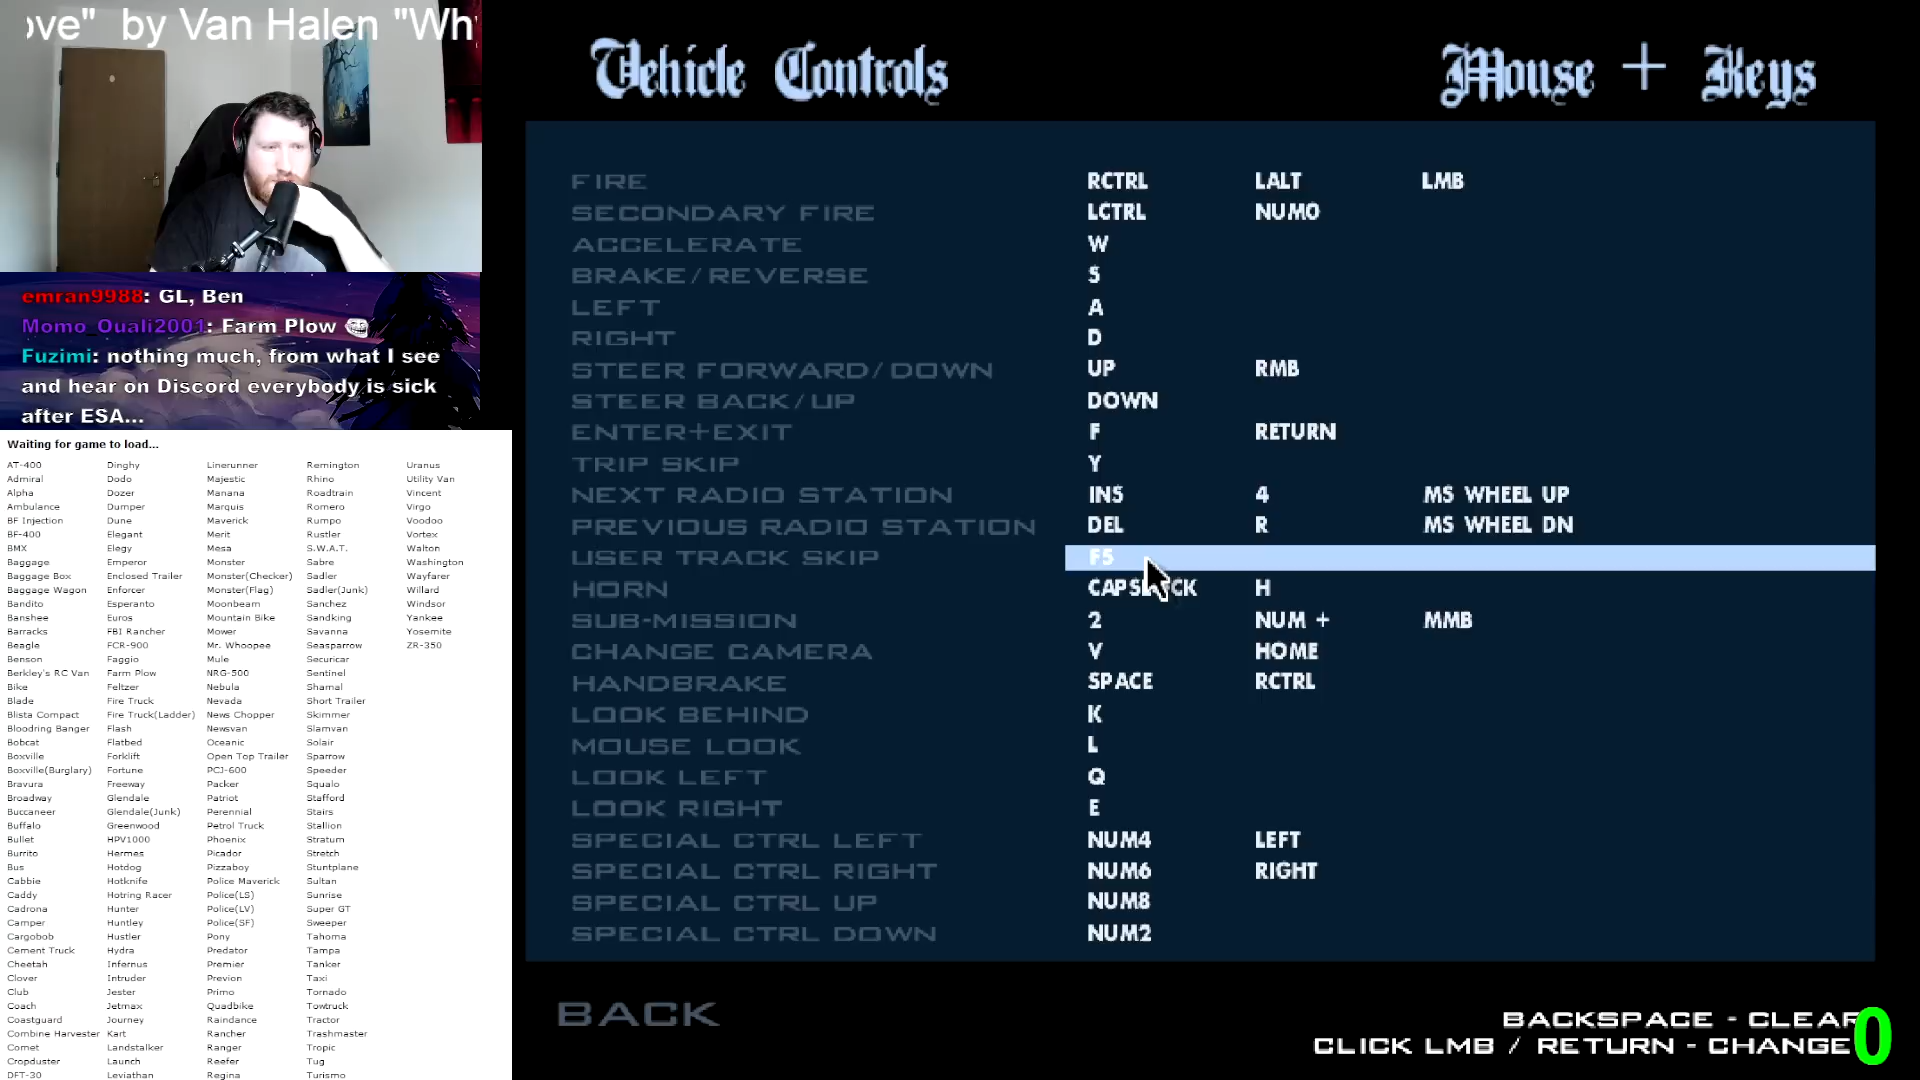 ove" by Van Halen "Wh
Vehicle Controls
Mouse + Keys
emran9988: GL, Ben
Momo_Ouali2001: Farm Plow
Fuzimi: nothing much, from what I see
and hear on Discord everybody is sick
after ESA...
Waiting for game to load...
AT-400 Dinghy Linerunner Remington Uranus
Admiral Dodo Majestic Rhino Utility Van
Alpha Dozer Manana Roadtrain Vincent
Ambulance Dumper Marquis Romero Virgo
BF Injection Dune Maverick Rumpo Voodoo
BF-400 Elegant Merit Rustler Vortex
BMX Elegy Mesa S.W.A.T. Walton
Baggage Emperor Monster Sabre Washington
Baggage Box Enclosed Trailer Monster(Checker) Sadler Wayfarer
Baggage Wagon Enforcer Monster(Flag) Sadler(Junk) Willard
Bandito Esperanto Moonbeam Sanchez Windsor
Banshee Euros Mountain Bike Sandking Yankee
Barracks FBI Rancher Mower Savanna Yosemite
Beagle FCR-900 Mr. Whoopee Seasparrow ZR-350
Benson Faggio Mule Securicar
Berkley's RC Van Farm Plow NRG-500 Sentinel
Bike Feltzer Nebula Shamal
Blade Fire Truck Nevada Short Trailer
Blista Compact Fire Truck(Ladder) News Chopper Skimmer
Bloodring Banger Flash Newsvan Slamvan
Bobcat Flatbed Oceanic Solair
Boxville Forklift Open Top Trailer Sparrow
Boxville(Burglary) Fortune PCJ-600 Speeder
Bravura Freeway Packer Squalo
Broadway Glendale Patriot Stafford
Buccaneer Glendale(Junk) Perennial Stairs
Buffalo Greenwood Petrol Truck Stallion
Bullet HPV1000 Phoenix Stratum
Burrito Hermes Picador Stretch
Bus Hotdog Pizzaboy Stuntplane
Cabbie Hotknife Police Maverick Sultan
Caddy Hotring Racer Police(LS) Sunrise
Cadrona Hunter Police(LV) Super GT
Camper Huntley Police(SF) Sweeper
Cargobob Hustler Pony Tahoma
Cement Truck Hydra Predator Tampa
Cheetah Infernus Premier Tanker
Clover Intruder Previon Taxi
Club Jester Primo Tornado
Coach Jetmax Quadbike Towtruck
Coastguard Journey Raindance Tractor
Combine Harvester Kart Rancher Trashmaster
Comet Landstalker Ranger Tropic
Cropduster Launch Reefer Tug
DFT-30 Leviathan Regina Turismo
FIRE RCTRL LALT LMB
SECONDARY FIRE LCTRL NUM0
ACCELERATE W
BRAKE/REVERSE S
LEFT A
RIGHT D
STEER FORWARD/DOWN UP RMB
STEER BACK/UP DOWN
ENTER+EXIT F RETURN
TRIP SKIP Y
NEXT RADIO STATION INS 4 MS WHEEL UP
PREVIOUS RADIO STATION DEL R MS WHEEL DN
USER TRACK SKIP F5
HORN CAPSLOCK H
SUB-MISSION 2 NUM + MMB
CHANGE CAMERA V HOME
HANDBRAKE SPACE RCTRL
LOOK BEHIND K
MOUSE LOOK L
LOOK LEFT Q
LOOK RIGHT E
SPECIAL CTRL LEFT NUM4 LEFT
SPECIAL CTRL RIGHT NUM6 RIGHT
SPECIAL CTRL UP NUM8
SPECIAL CTRL DOWN NUM2
BACK
BACKSPACE - CLEAR
CLICK LMB / RETURN - CHANGE
0